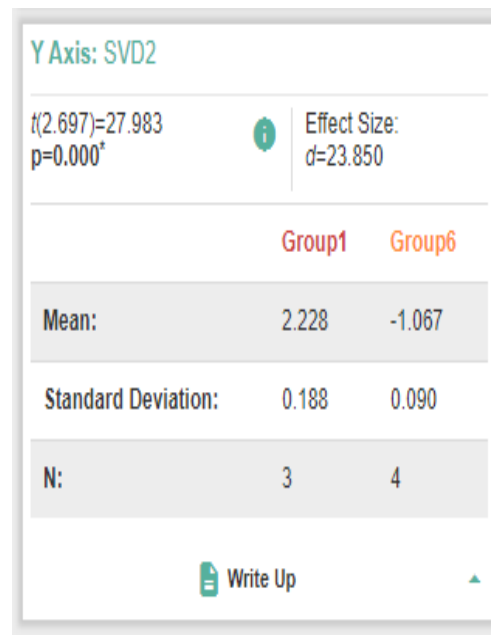 Y Axis: SVD2
t(2.697)=27.983
p=0.000*
Effect Size:
d=23.850
Group1 Group6
Mean: 2.228 -1.067
Standard Deviation: 0.188 0.090
N: 3 4
Write Up